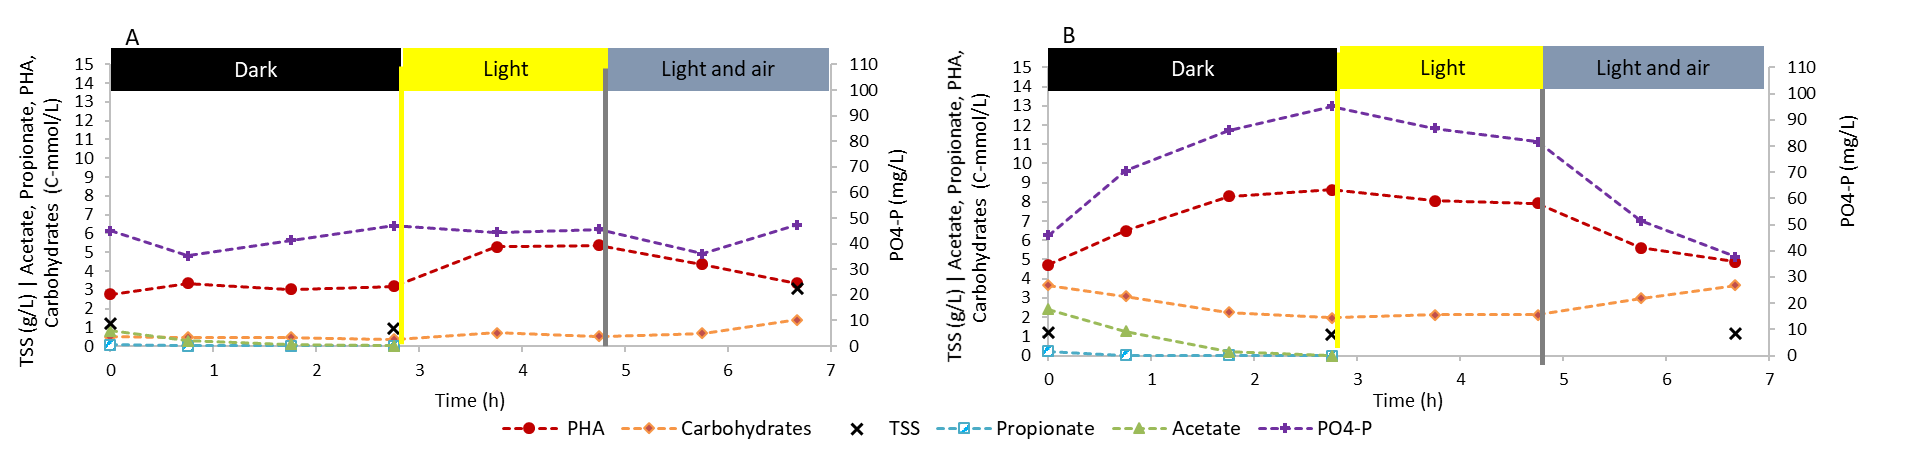 A
Dark
Light
Light and air
TSS (g/L) | Acetate, Propionate, PHA,
Carbohydrates (C-mmol/L)
15
14
13
12
11
10
9
8
7
6
5
4
3
2
1
0
110
100
90
80
70
60
50
40
30
20
10
0
PO4-P (mg/L)
0 1 2 3 4 5 6 7
Time (h)
B
Dark
Light
Light and air
TSS (g/L) | Acetate, Propionate, PHA,
Carbohydrates (C-mmol/L)
15
14
13
12
11
10
9
8
7
6
5
4
3
2
1
0
110
100
90
80
70
60
50
40
30
20
10
0
PO4-P (mg/L)
0 1 2 3 4 5 6 7
Time (h)
PHA Carbohydrates TSS Propionate Acetate PO4-P